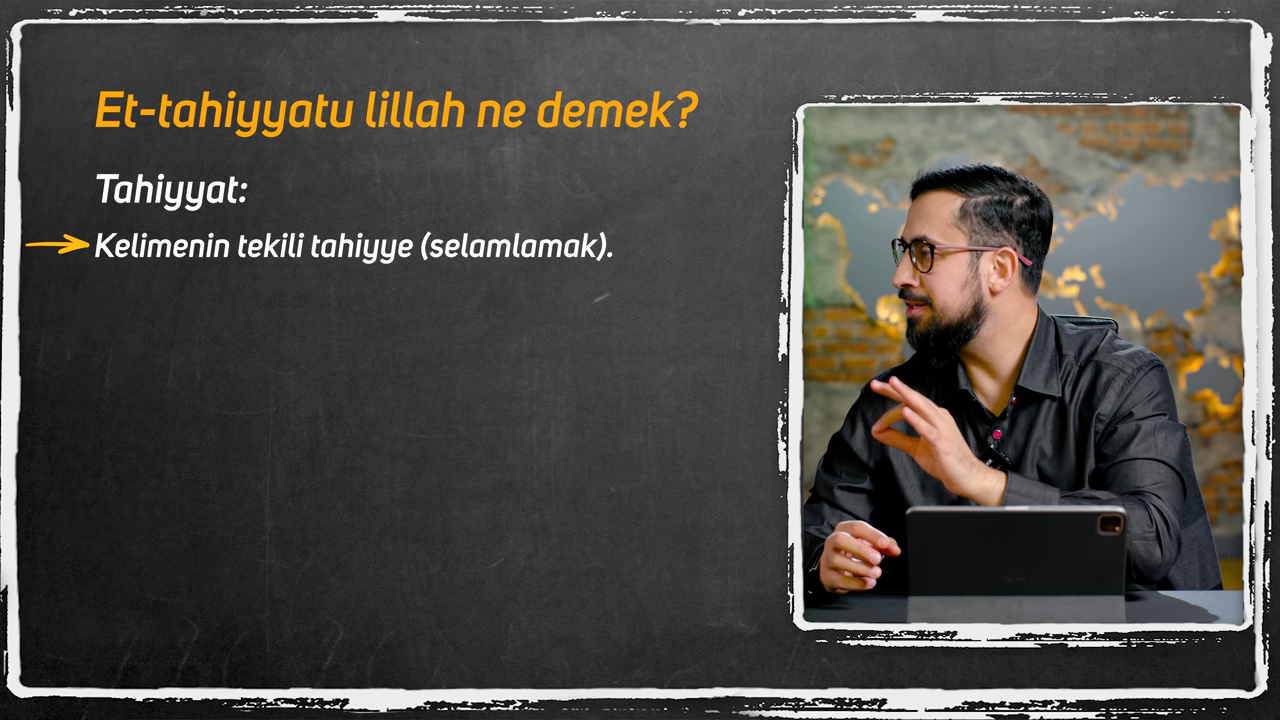 Et-tahiyyatu lillah ne demek?
Tahiyyat:
Kelimenin tekili tahiyye (selamlamak).